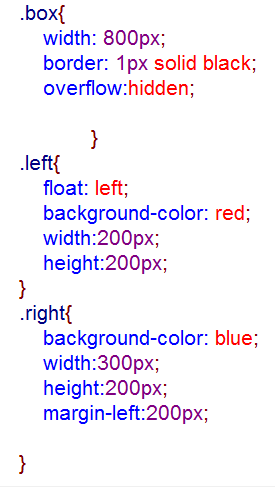 .box{
width: 800px;
border: 1px solid black;
overflow:hidden;
}
.left{
float: left;
background-color: red;
width:200px;
height:200px;
}
.right{
background-color: blue;
width:300px;
height:200px;
margin-left:200px;
}